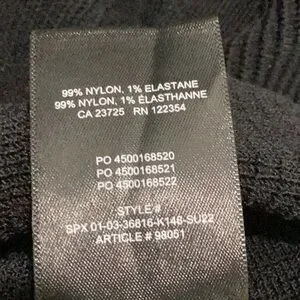 99% NYLON, 1% ELASTANE
99% NYLON, 1% ÉLASTHANNE
CA 23725 RN 122354
PO 4500168520
PO 4500168521
PO 4500168522
STYLE #
SPX 01-03-36816-K148-SU22
ARTICLE # 98051